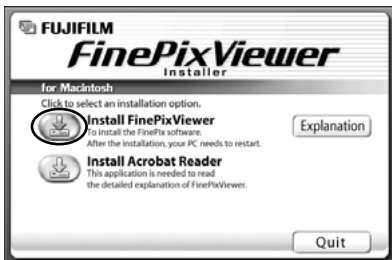 FUJIFILM
FinePixViewer
Installer
for Macintosh
Click to select an installation option.
Install FinePixViewer
To install the FinePix software.
After the installation, your PC needs to restart.
Explanation
Install Acrobat Reader
This application is needed to read
the detailed explanation of FinePixViewer.
Quit